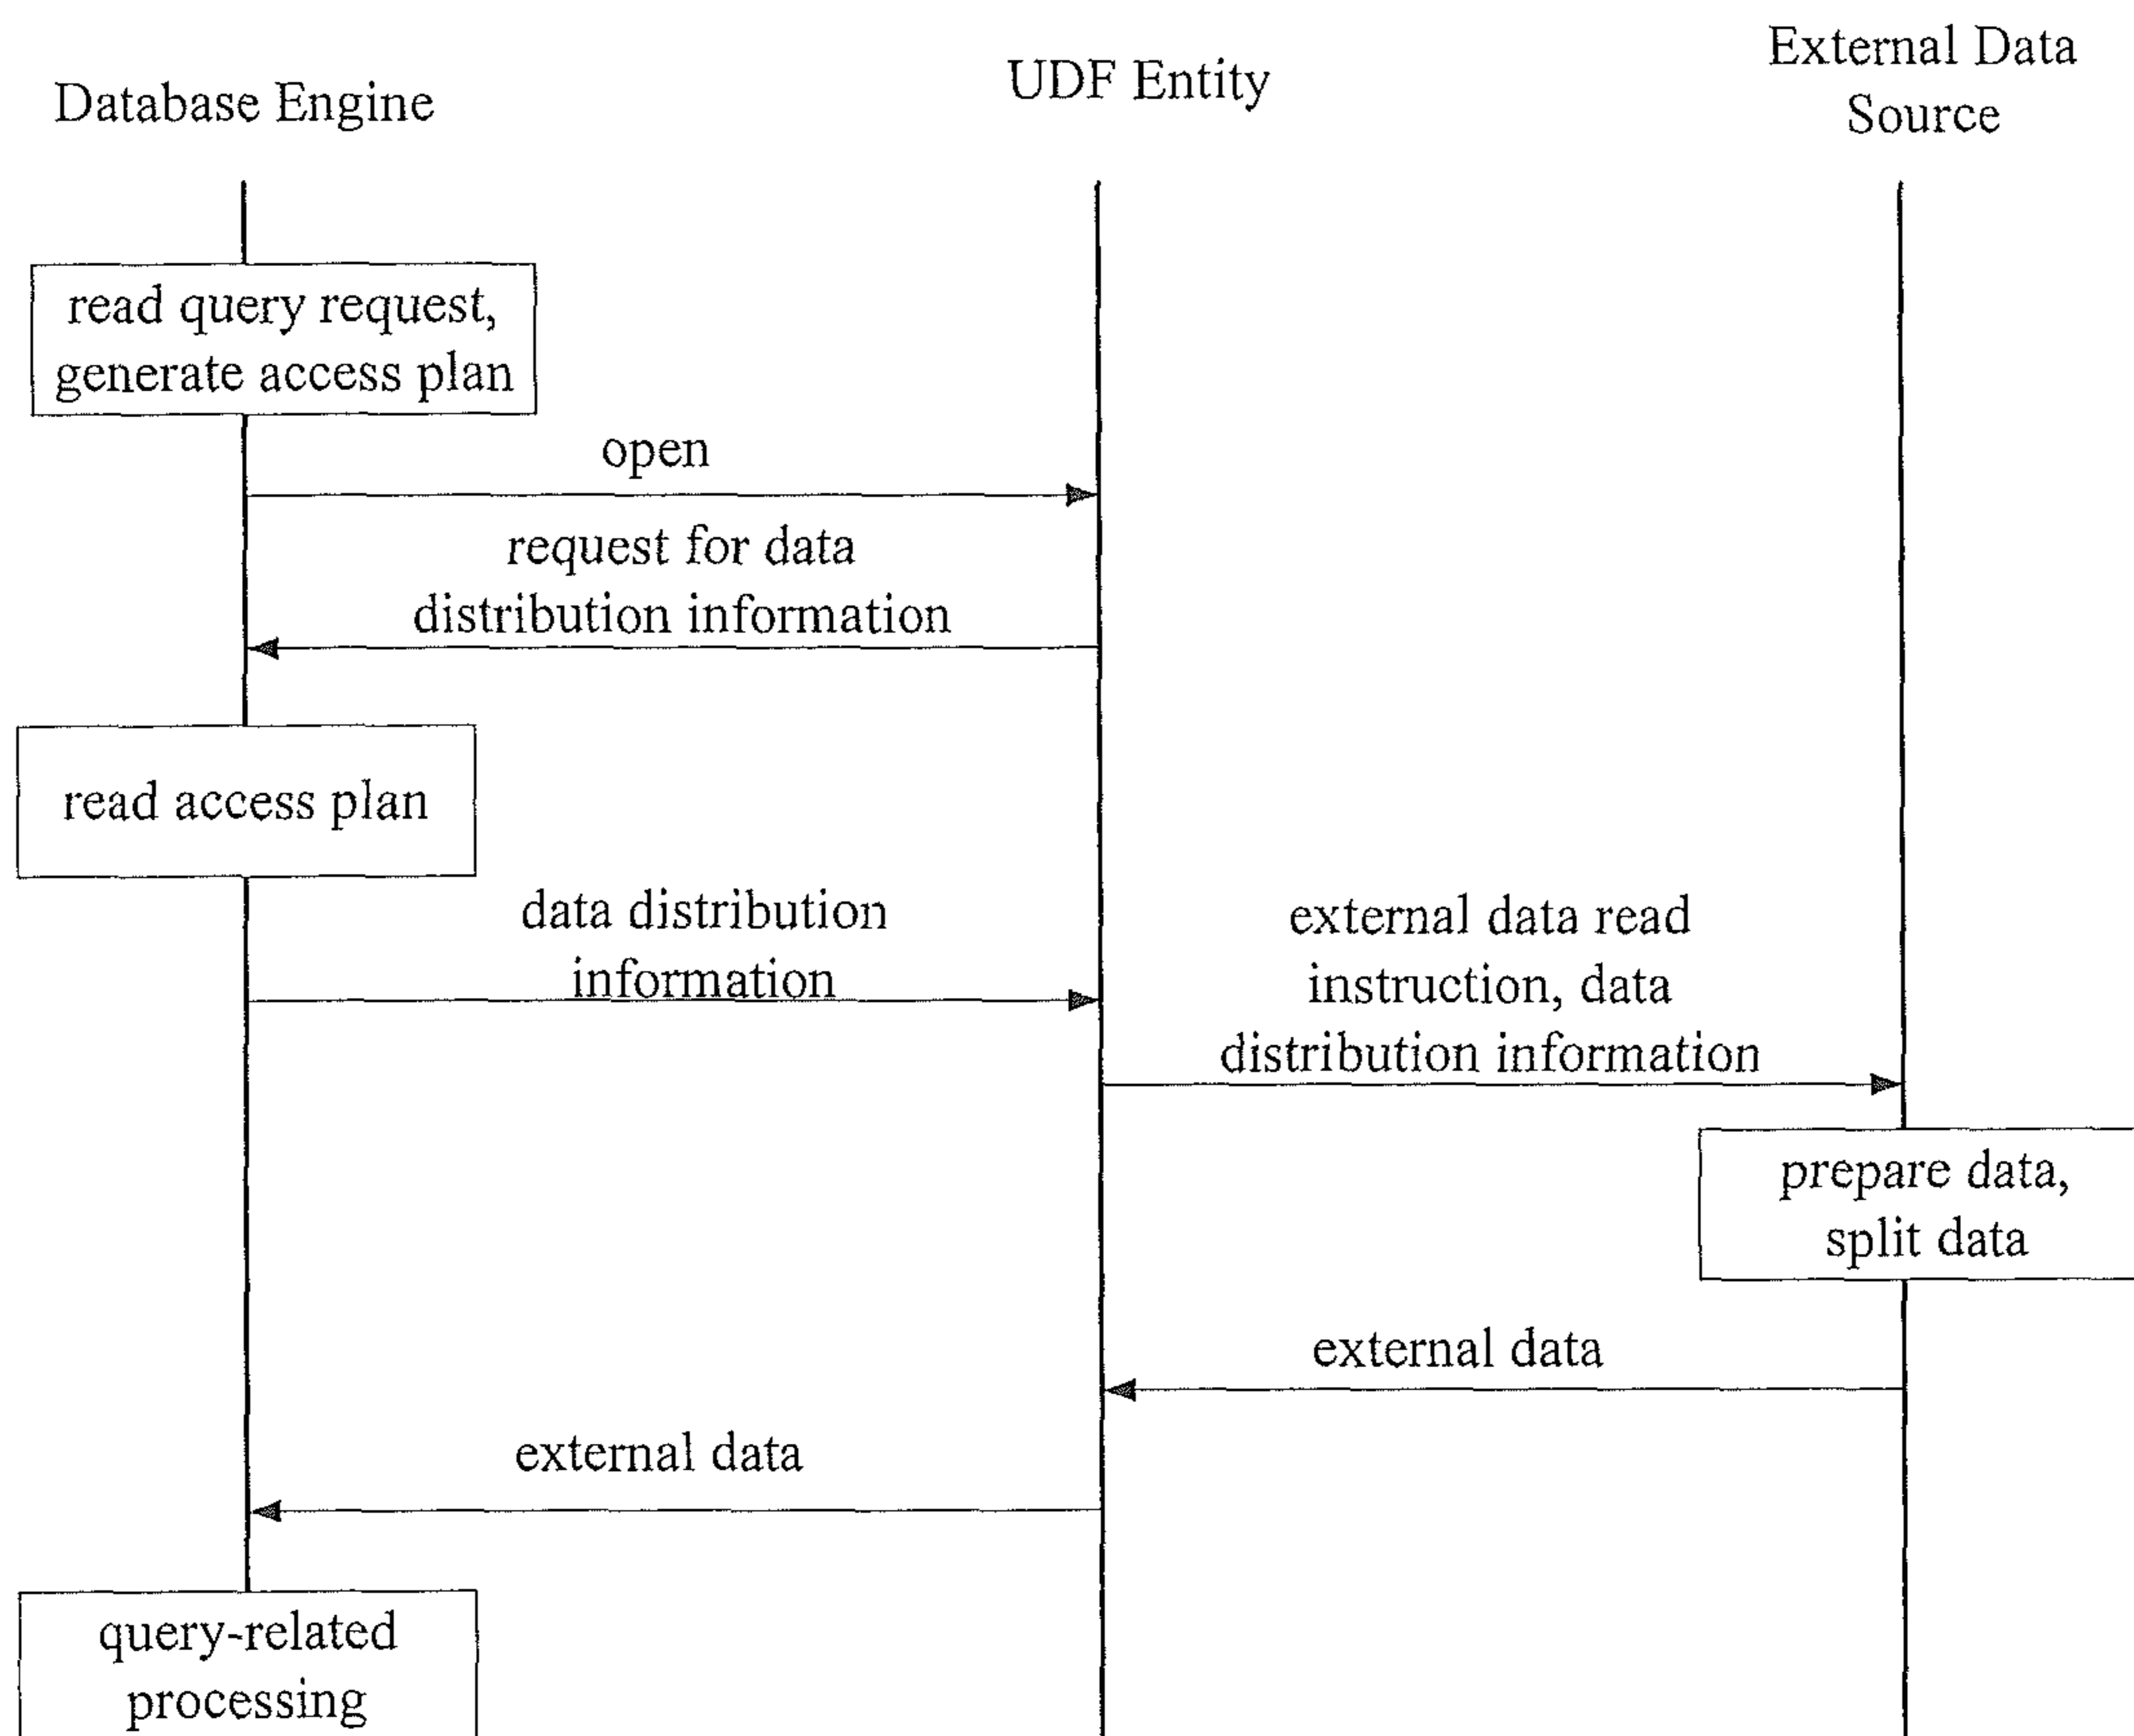 Database Engine
UDF Entity
External Data
Source
read query request,
generate access plan
open
request for data
distribution information
read access plan
data distribution
information
external data read
instruction, data
distribution information
prepare data,
split data
external data
external data
query-related
processing